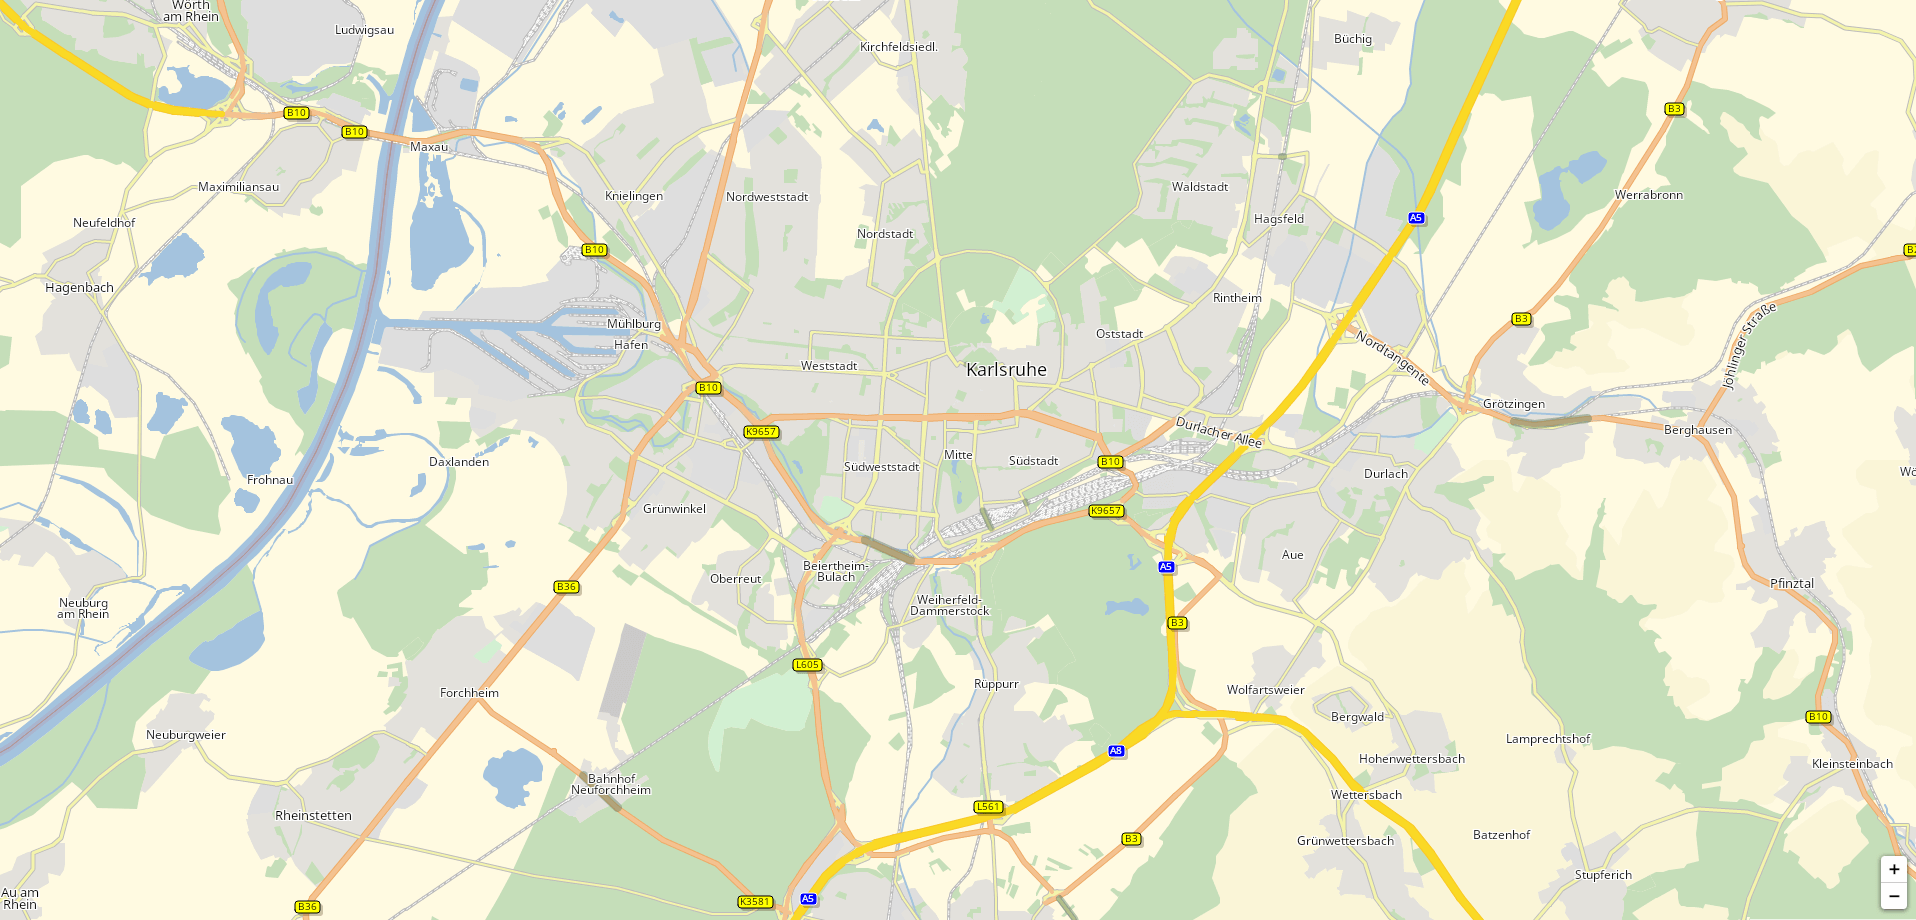 Wörth
am Rhein
Ludwigsau
Kirchfeldsiedl.
Büchig
B10
B3
B10
Maxau
Maximiliansau
Knielingen
Nordweststadt
Waldstadt
Werrabronn
Neufeldhof
Nordstadt
Hagsfeld
A5
B10
Hagenbach
Rintheim
Mühlburg
Hafen
Oststadt
B3
Nordtangente
Jöhlinger Straße
Weststadt
Karlsruhe
B10
Grötzingen
K9657
Durlacher Allee
Berghausen
Daxlanden
Südweststadt
Mitte
Südstadt
B10
Durlach
Frohnau
Grünwinkel
K9657
Aue
Beiertheim-
Bulach
A5
Oberreut
B36
Pfinztal
Neuburg
am Rhein
Weiherfeld-
Dammerstock
B3
L605
Forchheim
Rüppurr
Wolfartsweier
Bergwald
B10
Neuburgweier
A8
Lamprechtshof
Hohenwettersbach
Kleinsteinbach
Bahnhof
Neuforchheim
Wettersbach
L561
Rheinstetten
B3
Grünwettersbach
Batzenhof
Stupferich
+
Au am
Rhein
B36
K3581
A5
−